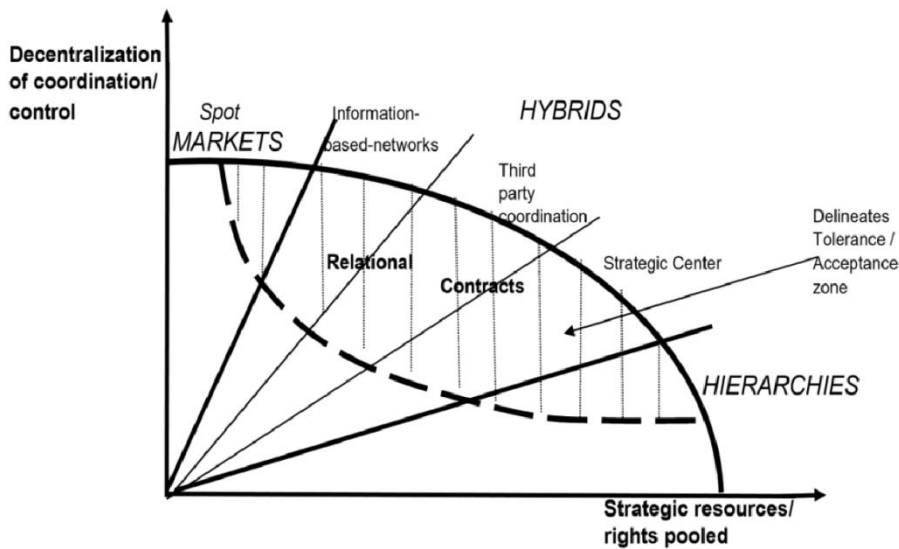 Decentralization
of coordination/
control
Spot
MARKETS
Information-
based-networks
HYBRIDS
Third
party
coordination
Delineates
Tolerance /
Acceptance
zone
Relational
Contracts
Strategic Center
HIERARCHIES
Strategic resources/
rights pooled